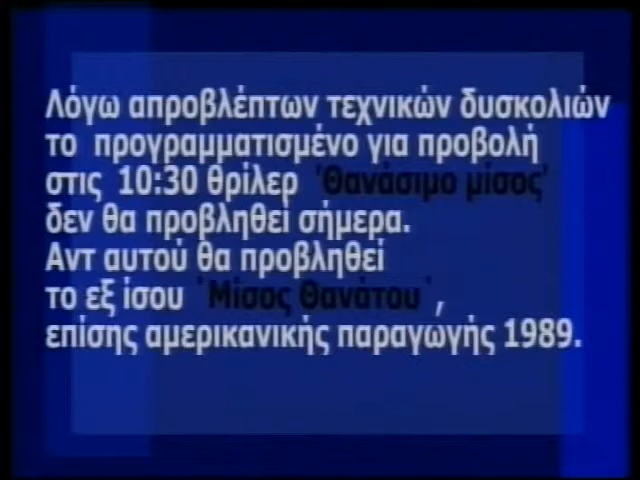 Λόγω απροβλέπτων τεχνικών δυσκολιών
το προγραμματισμένο για προβολή
στις 10:30 θρίλερ 'Θανάσιμο μίσος'
δεν θα προβληθεί σήμερα.
Αντ αυτού θα προβληθεί
το εξ ίσου ΄Μίσος Θανάτου΄,
επίσης αμερικανικής παραγωγής 1989.